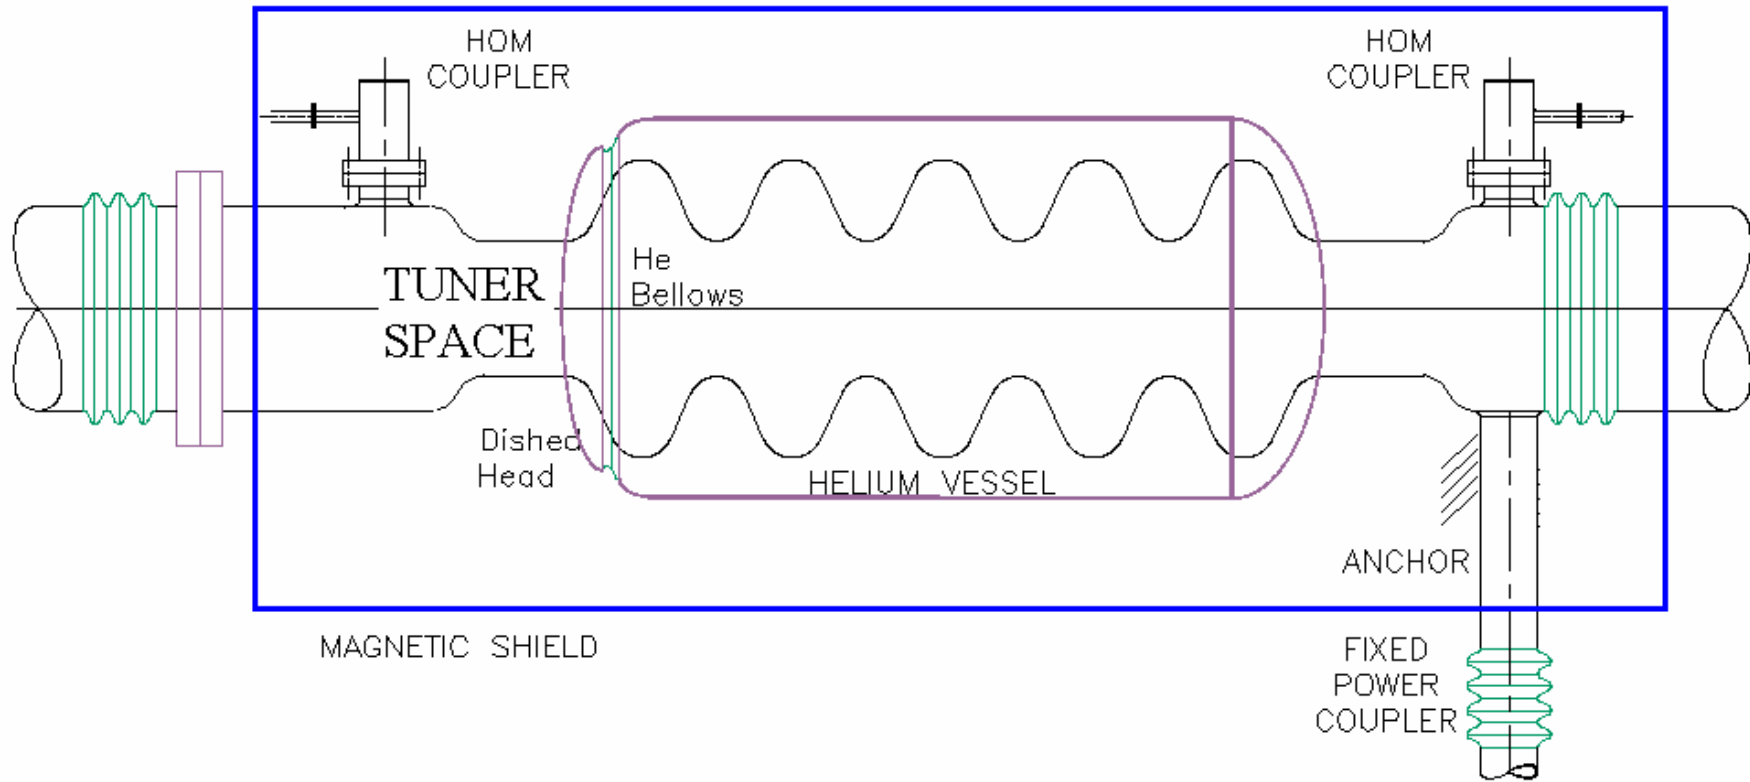 HOM
COUPLER
HOM
COUPLER
He
Bellows
TUNER
SPACE
Dished
Head
HELIUM VESSEL
ANCHOR
MAGNETIC SHIELD
FIXED
POWER
COUPLER